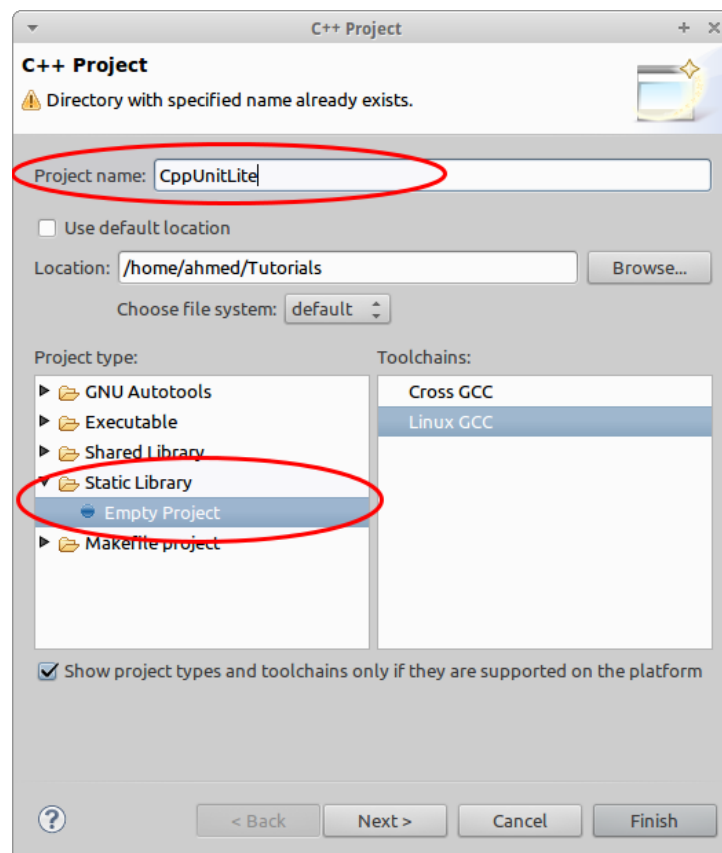 C++ Project
C++ Project
Directory with specified name already exists.
Project name: CppUnitLite
Use default location
Location: /home/ahmed/Tutorials Browse...
Choose file system: default
Project type: Toolchains:
GNU Autotools Cross GCC
Executable Linux GCC
Shared Library
Static Library
Empty Project
Makefile project
Show project types and toolchains only if they are supported on the platform
? < Back Next > Cancel Finish